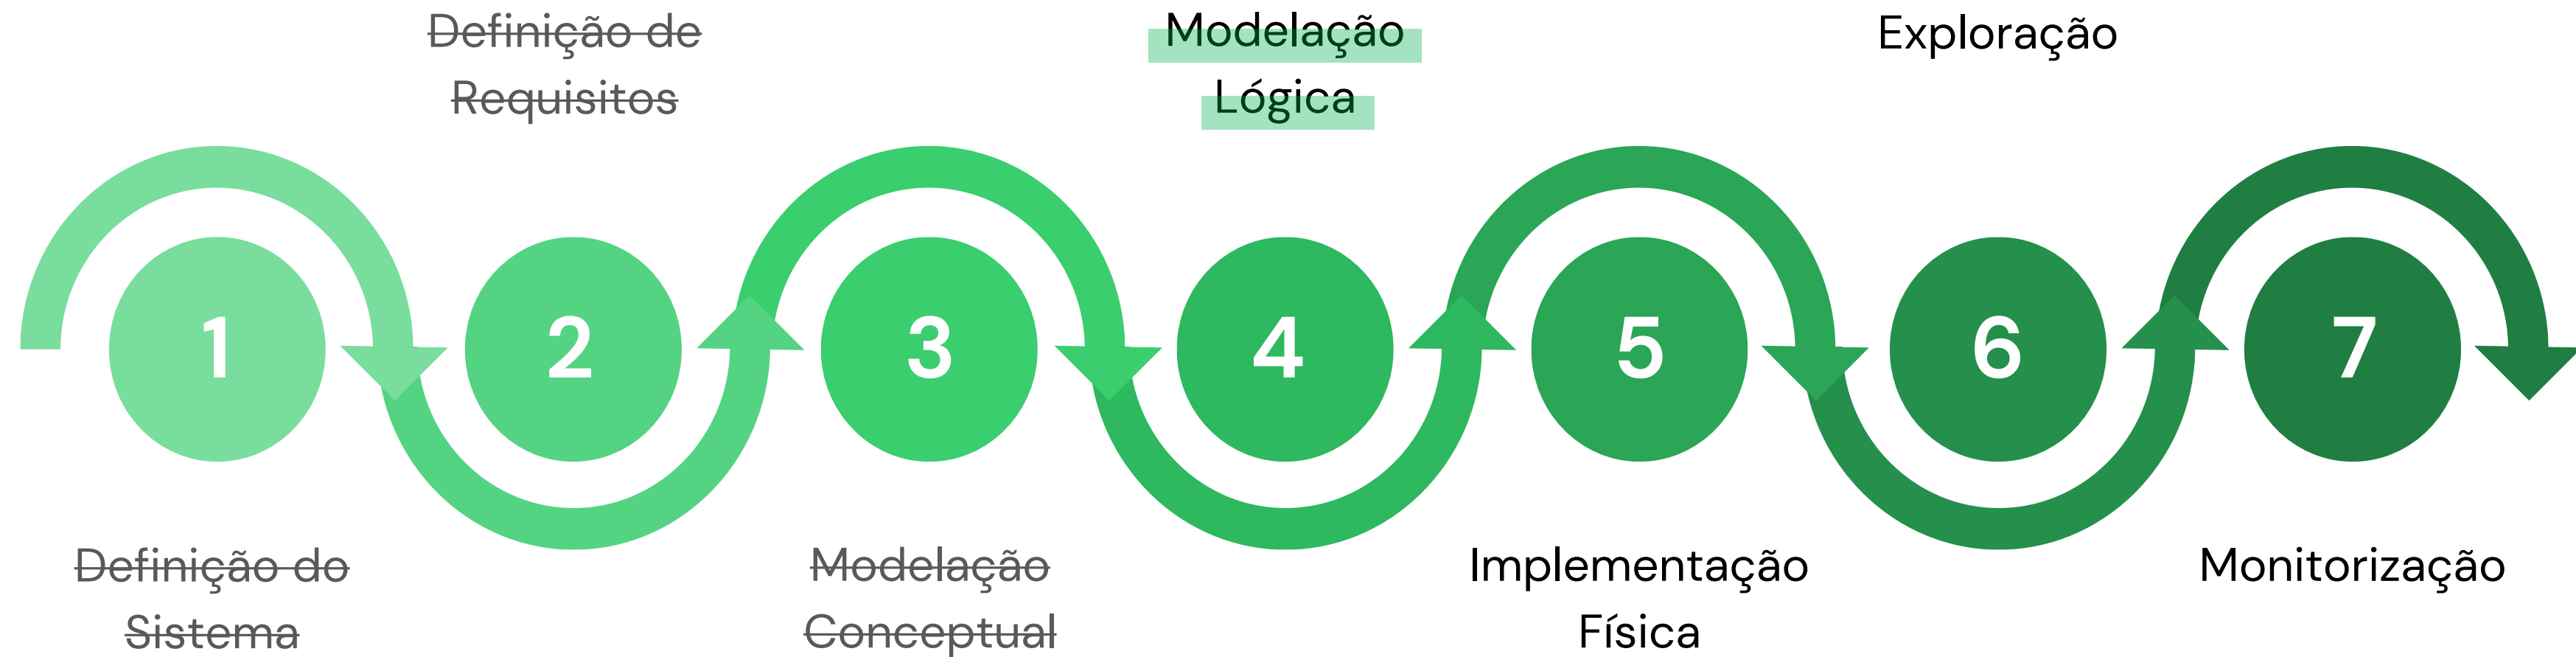 Definição de
Requisitos
Modelação
Lógica
Exploração
1
2
3
4
5
6
7
Definição do
Sistema
Modelação
Conceptual
Implementação
Física
Monitorização